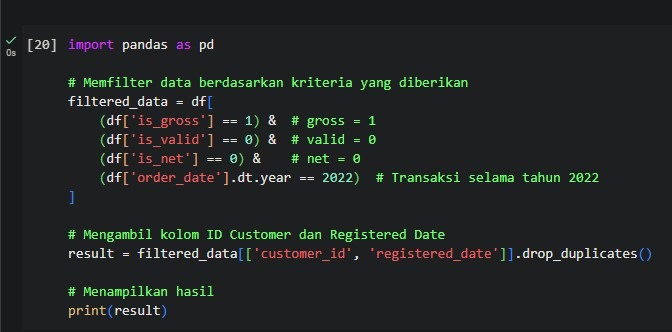 [20] import pandas as pd
0s
# Memfilter data berdasarkan kriteria yang diberikan
filtered_data = df[
    (df['is_gross'] == 1) &  # gross = 1
    (df['is_valid'] == 0) &  # valid = 0
    (df['is_net'] == 0) &    # net = 0
    (df['order_date'].dt.year == 2022)  # Transaksi selama tahun 2022
]
# Mengambil kolom ID Customer dan Registered Date
result = filtered_data[['customer_id', 'registered_date']].drop_duplicates()
# Menampilkan hasil
print(result)